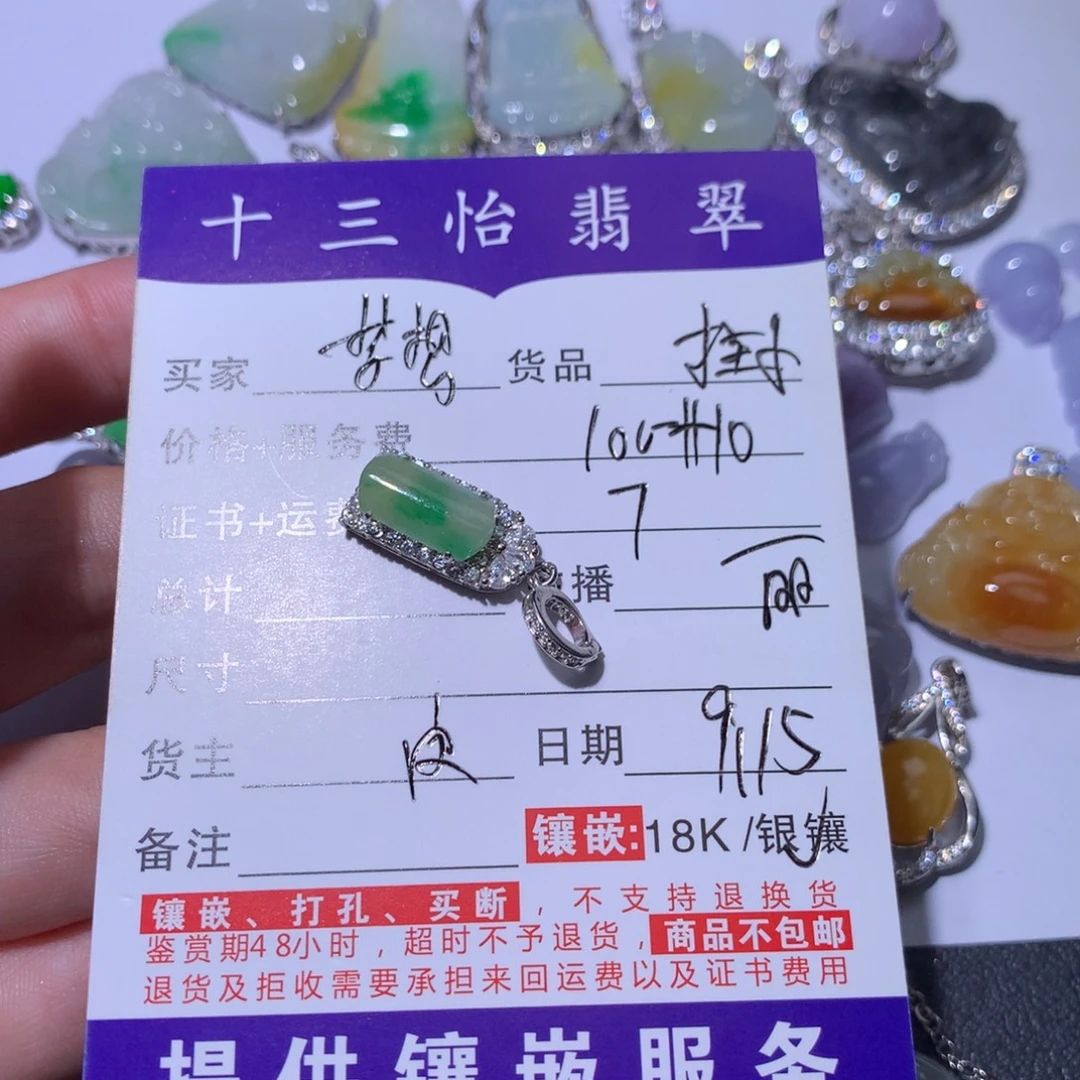 十三怡翡翠
买家 梦想 货品 挂件
价格+服务费 100+10
证书+运费 7
总计 播 丽
尺寸
货主 日期 9/15
备注 镶嵌:18K/银镶
镶嵌、打孔、买断，不支持退换货
鉴赏期48小时，超时不予退货，商品不包邮
退货及拒收需要承担来回运费以及证书费用
提供镶嵌服务